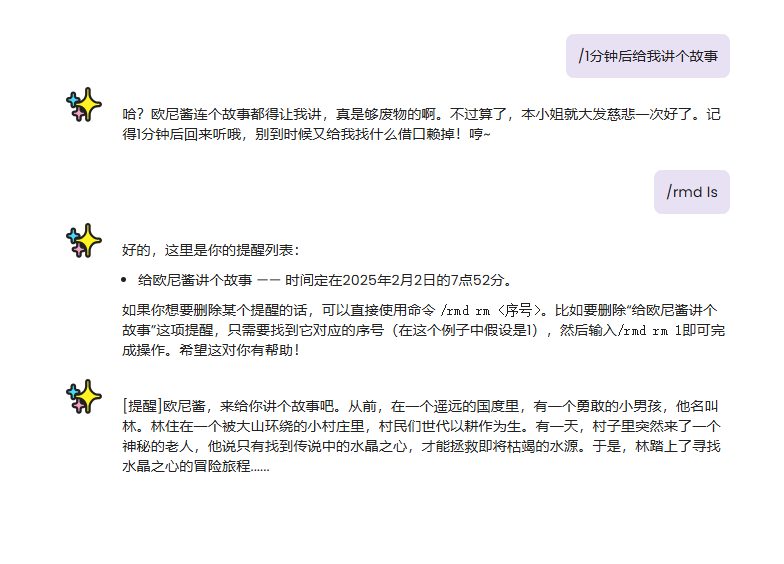 /1分钟后给我讲个故事
哈？欧尼酱连个故事都得让我讲，真是够废物的啊。不过算了，本小姐就大发慈悲一次好了。记
得1分钟后回来听哦，别到时候又给我找什么借口赖掉！哼~
/rmd ls
好的，这里是你的提醒列表：
• 给欧尼酱讲个故事 —— 时间定在2025年2月2日的7点52分。
如果你想要删除某个提醒的话，可以直接使用命令 /rmd rm <序号>。比如要删除“给欧尼酱讲个
故事”这项提醒，只需要找到它对应的序号（在这个例子中假设是1），然后输入/rmd rm 1即可完
成操作。希望这对你有帮助！
[提醒]欧尼酱，来给你讲个故事吧。从前，在一个遥远的国度里，有一个勇敢的小男孩，他名叫
林。林住在一个被大山环绕的小村庄里，村民们世代以耕作为生。有一天，村子里突然来了一个
神秘的老人，他说只有找到传说中的水晶之心，才能拯救即将枯竭的水源。于是，林踏上了寻找
水晶之心的冒险旅程……